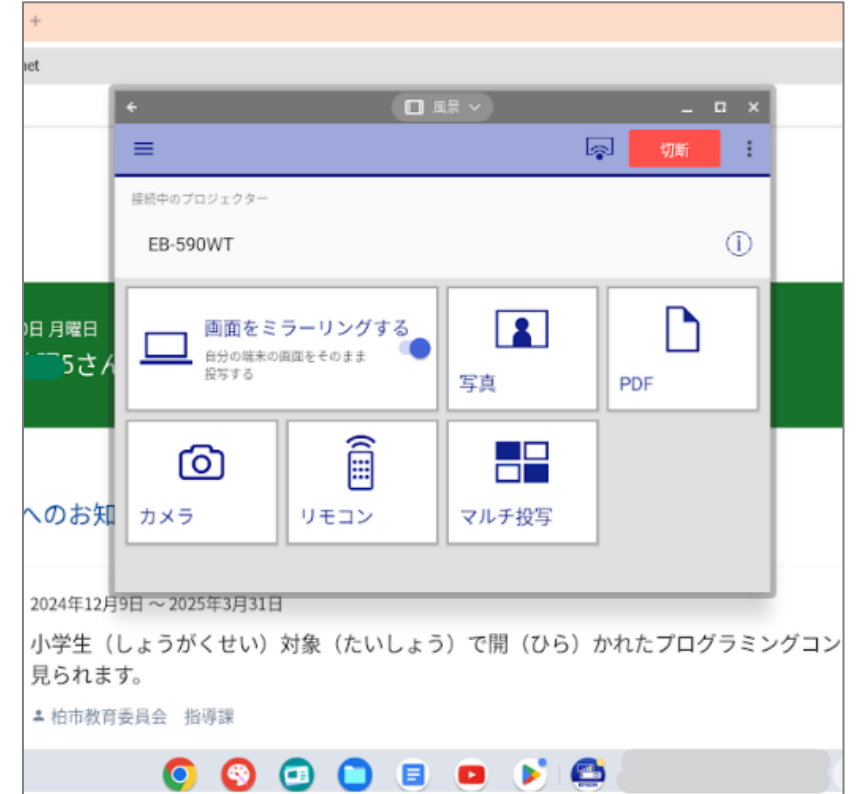 +
net
風景
切断
接続中のプロジェクター
EB-590WT
画面をミラーリングする
自分の端末の画面をそのまま
投写する
写真
PDF
カメラ
リモコン
マルチ投写
日 月曜日
5さん
へのお知
2024年12月9日 ～ 2025年3月31日
小学生（しょうがくせい）対象（たいしょう）で開（ひら）かれたプログラミングコン
見られます。
柏市教育委員会 指導課
EPSON